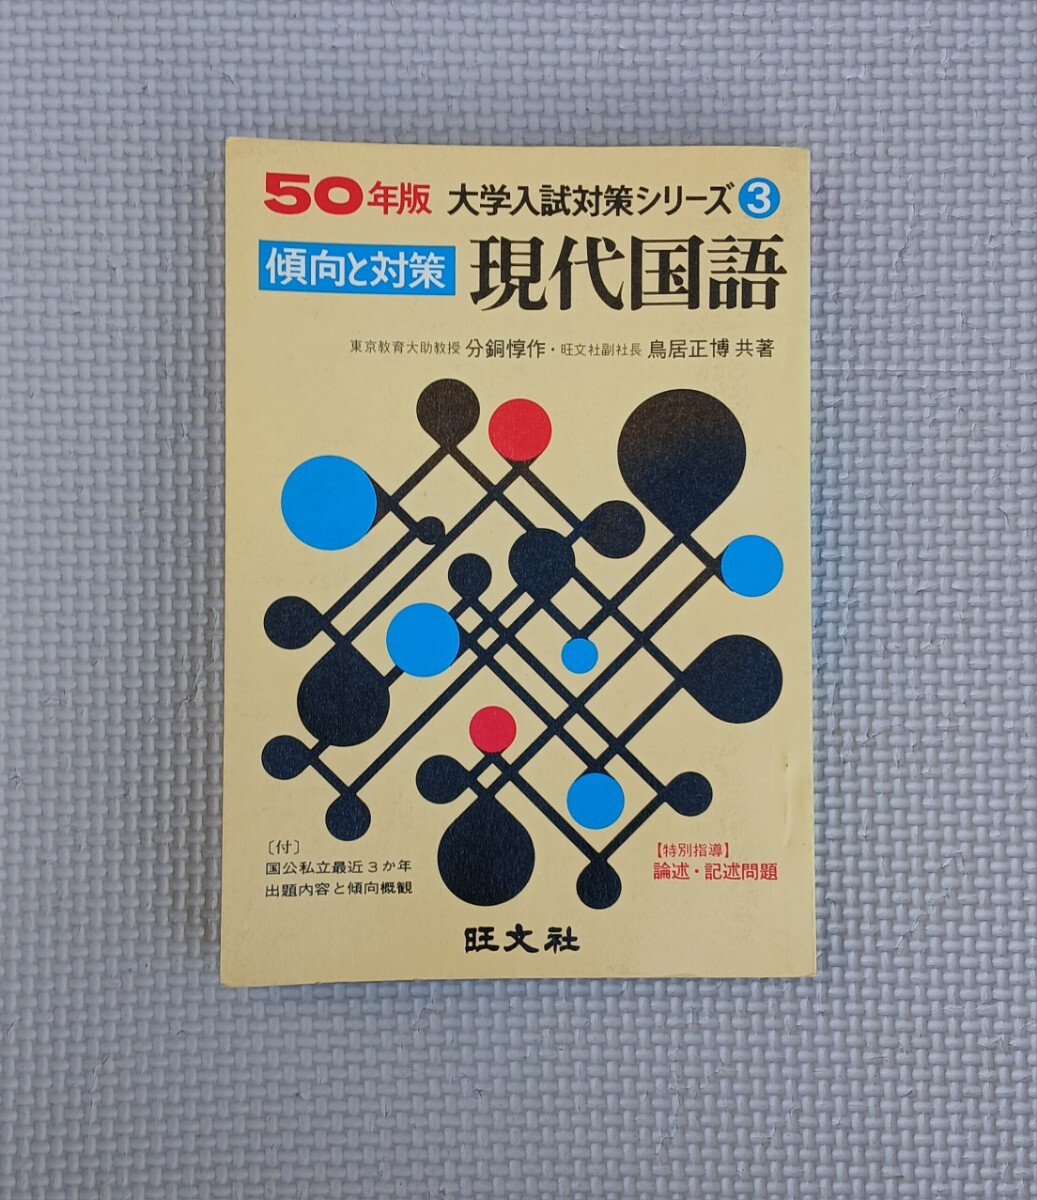 50年版 大学入試対策シリーズ3
傾向と対策 現代国語
東京教育大助教授 分銅惇作・旺文社副社長 鳥居正博 共著
〔付〕
国公私立最近3か年
出題内容と傾向概観
【特別指導】
論述・記述問題
旺文社